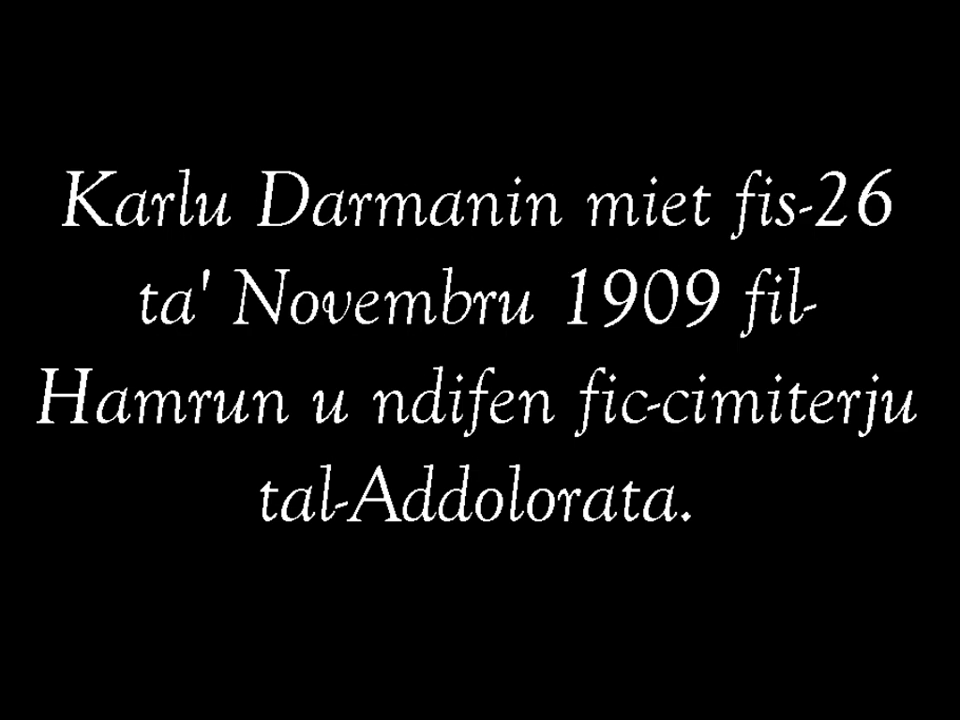 Karlu Darmanin miet fis-26
ta' Novembru 1909 fil-
Hamrun u ndifen fic-cimiterju
tal-Addolorata.